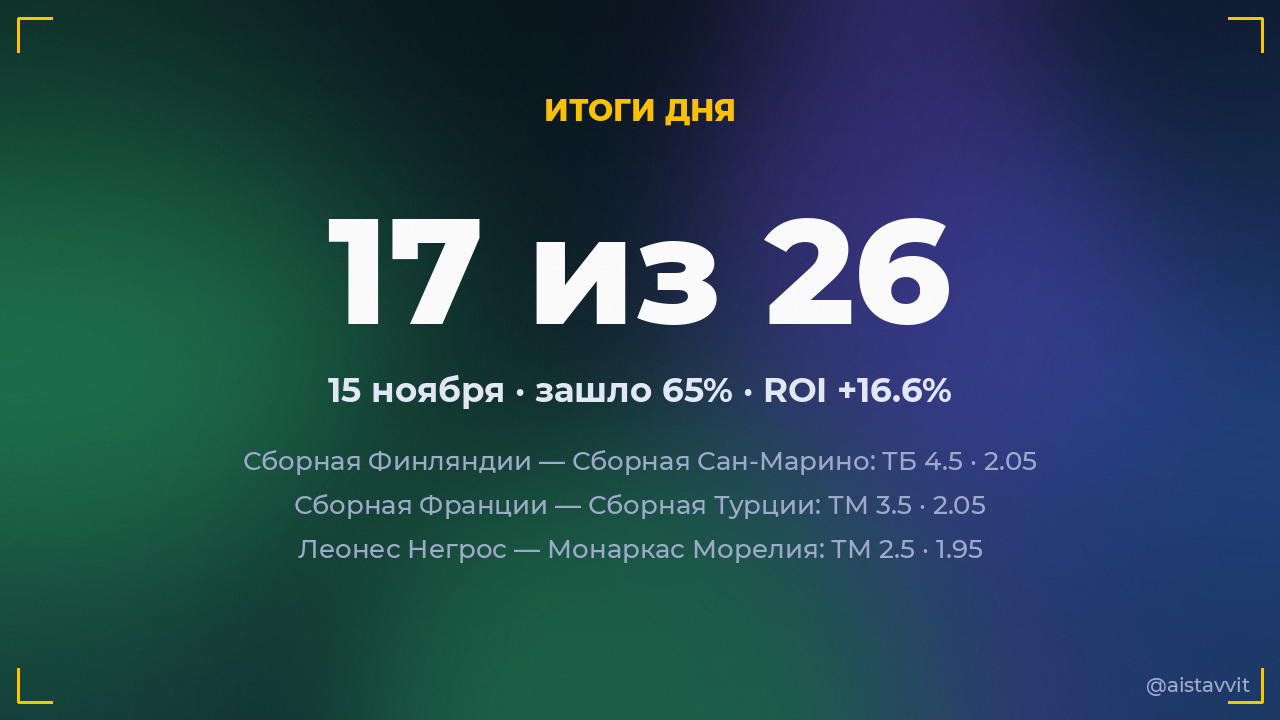 ИТОГИ ДНЯ
17 из 26
15 ноября · зашло 65% · ROI +16.6%
Сборная Финляндии — Сборная Сан-Марино: ТБ 4.5 · 2.05
Сборная Франции — Сборная Турции: ТМ 3.5 · 2.05
Леонес Негрос — Монаркас Морелия: ТМ 2.5 · 1.95
@aistavvit